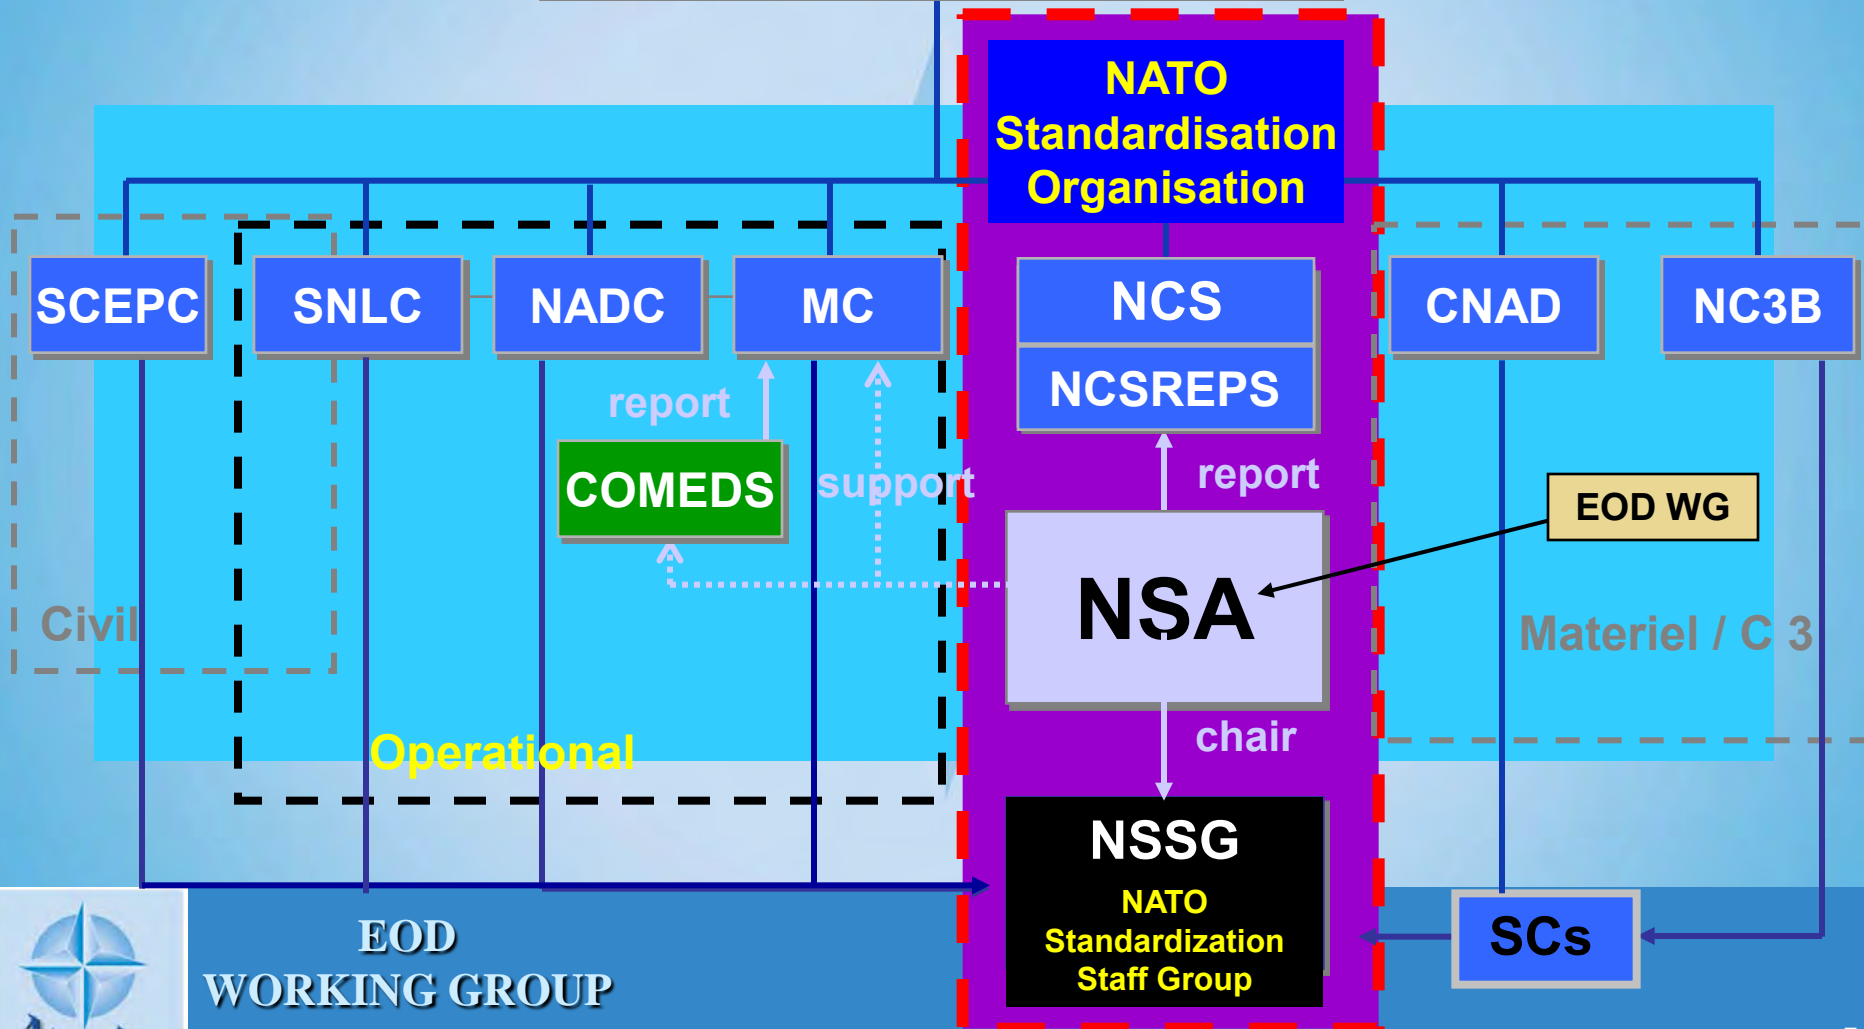 NATO
Standardisation
Organisation
SCEPC
SNLC
NADC
MC
NCS
NCSREPS
CNAD
NC3B
report
COMEDS
support
report
EOD WG
NSA
Civil
Materiel / C 3
chair
Operational
NSSG
NATO
Standardization
Staff Group
SCs
EOD
WORKING GROUP